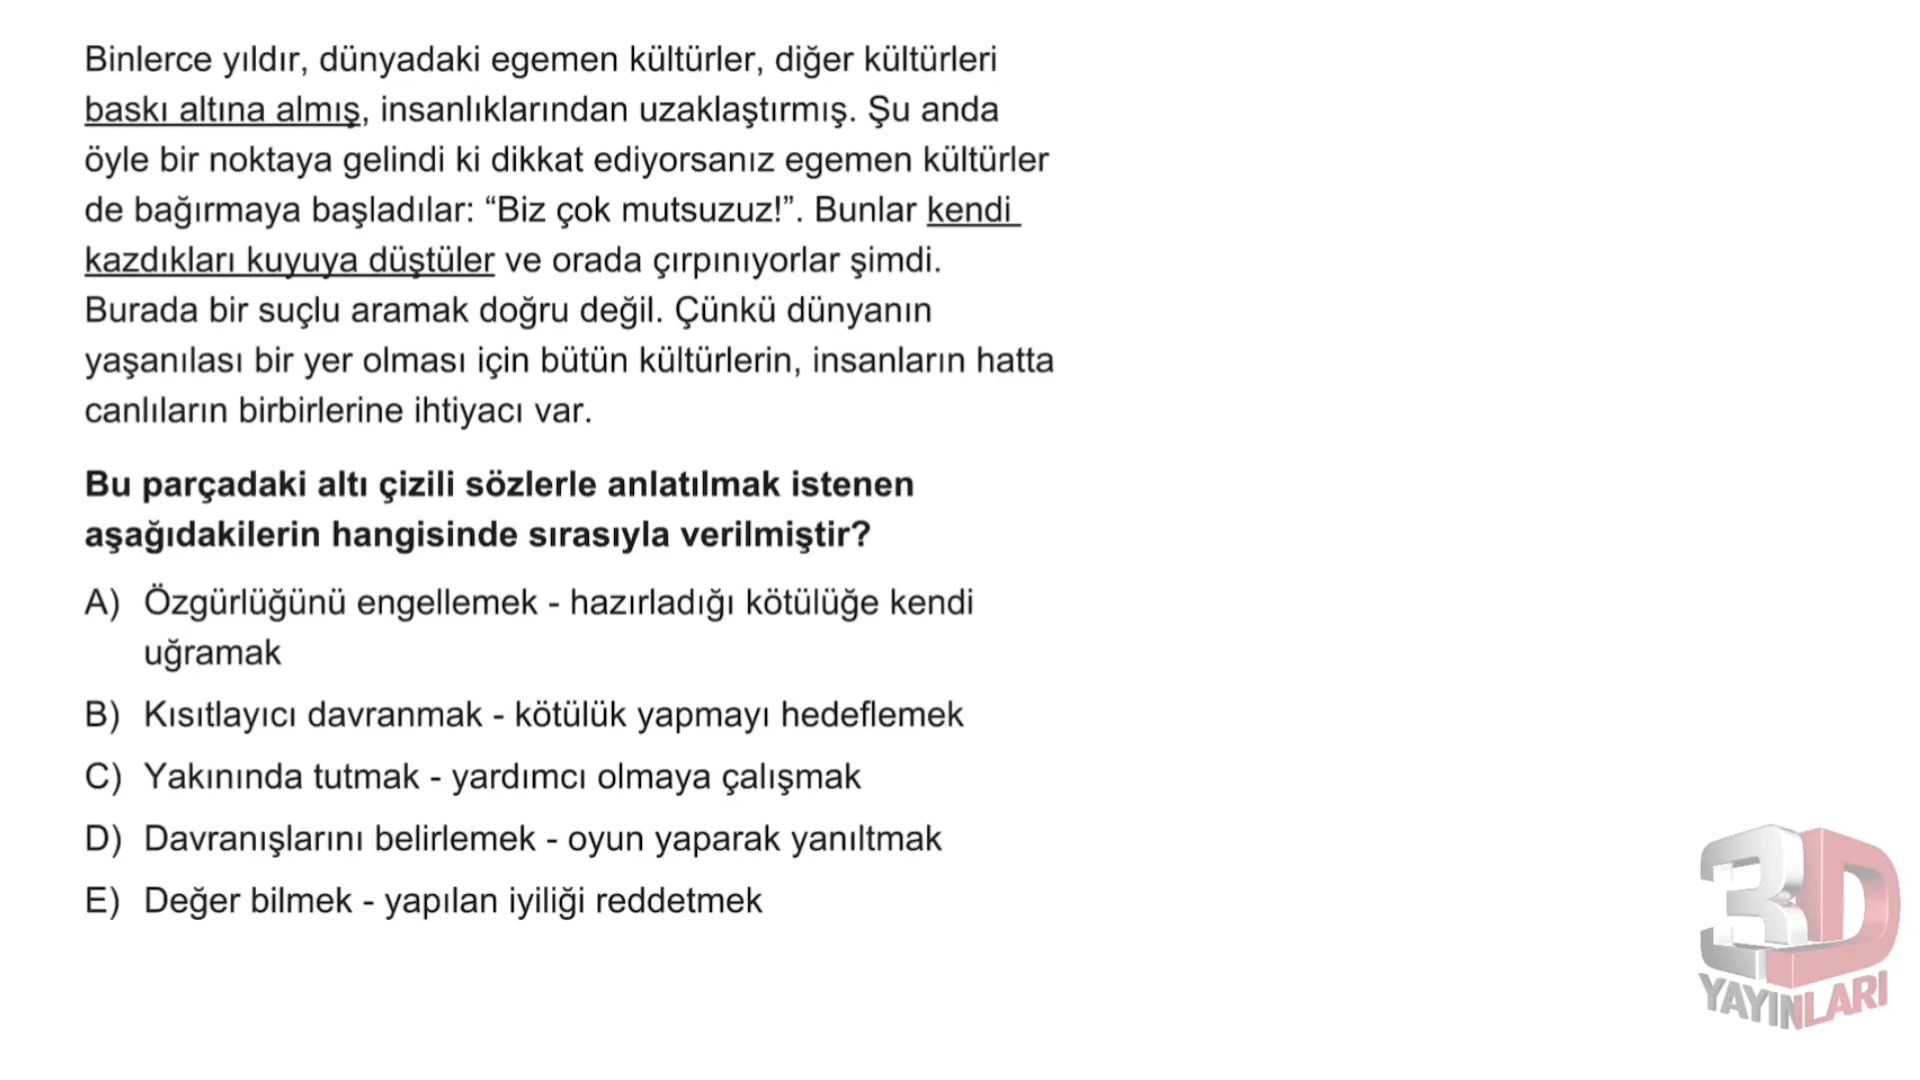 Binlerce yıldır, dünyadaki egemen kültürler, diğer kültürleri
baskı altına almış, insanlıklarından uzaklaştırmış. Şu anda
öyle bir noktaya gelindi ki dikkat ediyorsanız egemen kültürler
de bağırmaya başladılar: “Biz çok mutsuzuz!”. Bunlar kendi
kazdıkları kuyuya düştüler ve orada çırpınıyorlar şimdi.
Burada bir suçlu aramak doğru değil. Çünkü dünyanın
yaşanılası bir yer olması için bütün kültürlerin, insanların hatta
canlıların birbirlerine ihtiyacı var.
Bu parçadaki altı çizili sözlerle anlatılmak istenen
aşağıdakilerin hangisinde sırasıyla verilmiştir?
A) Özgürlüğünü engellemek - hazırladığı kötülüğe kendi
uğramak
B) Kısıtlayıcı davranmak - kötülük yapmayı hedeflemek
C) Yakınında tutmak - yardımcı olmaya çalışmak
D) Davranışlarını belirlemek - oyun yaparak yanıltmak
E) Değer bilmek - yapılan iyiliği reddetmek
3D
YAYINLARI